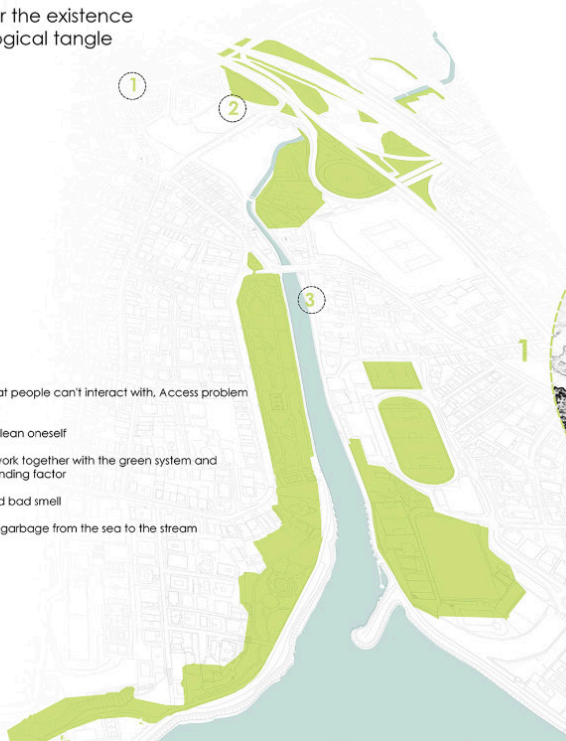 r the existence
ogical tangle
1
2
3
1
at people can't interact with, Access problem
lean oneself
vork together with the green system and
nding factor
d bad smell
garbage from the sea to the stream